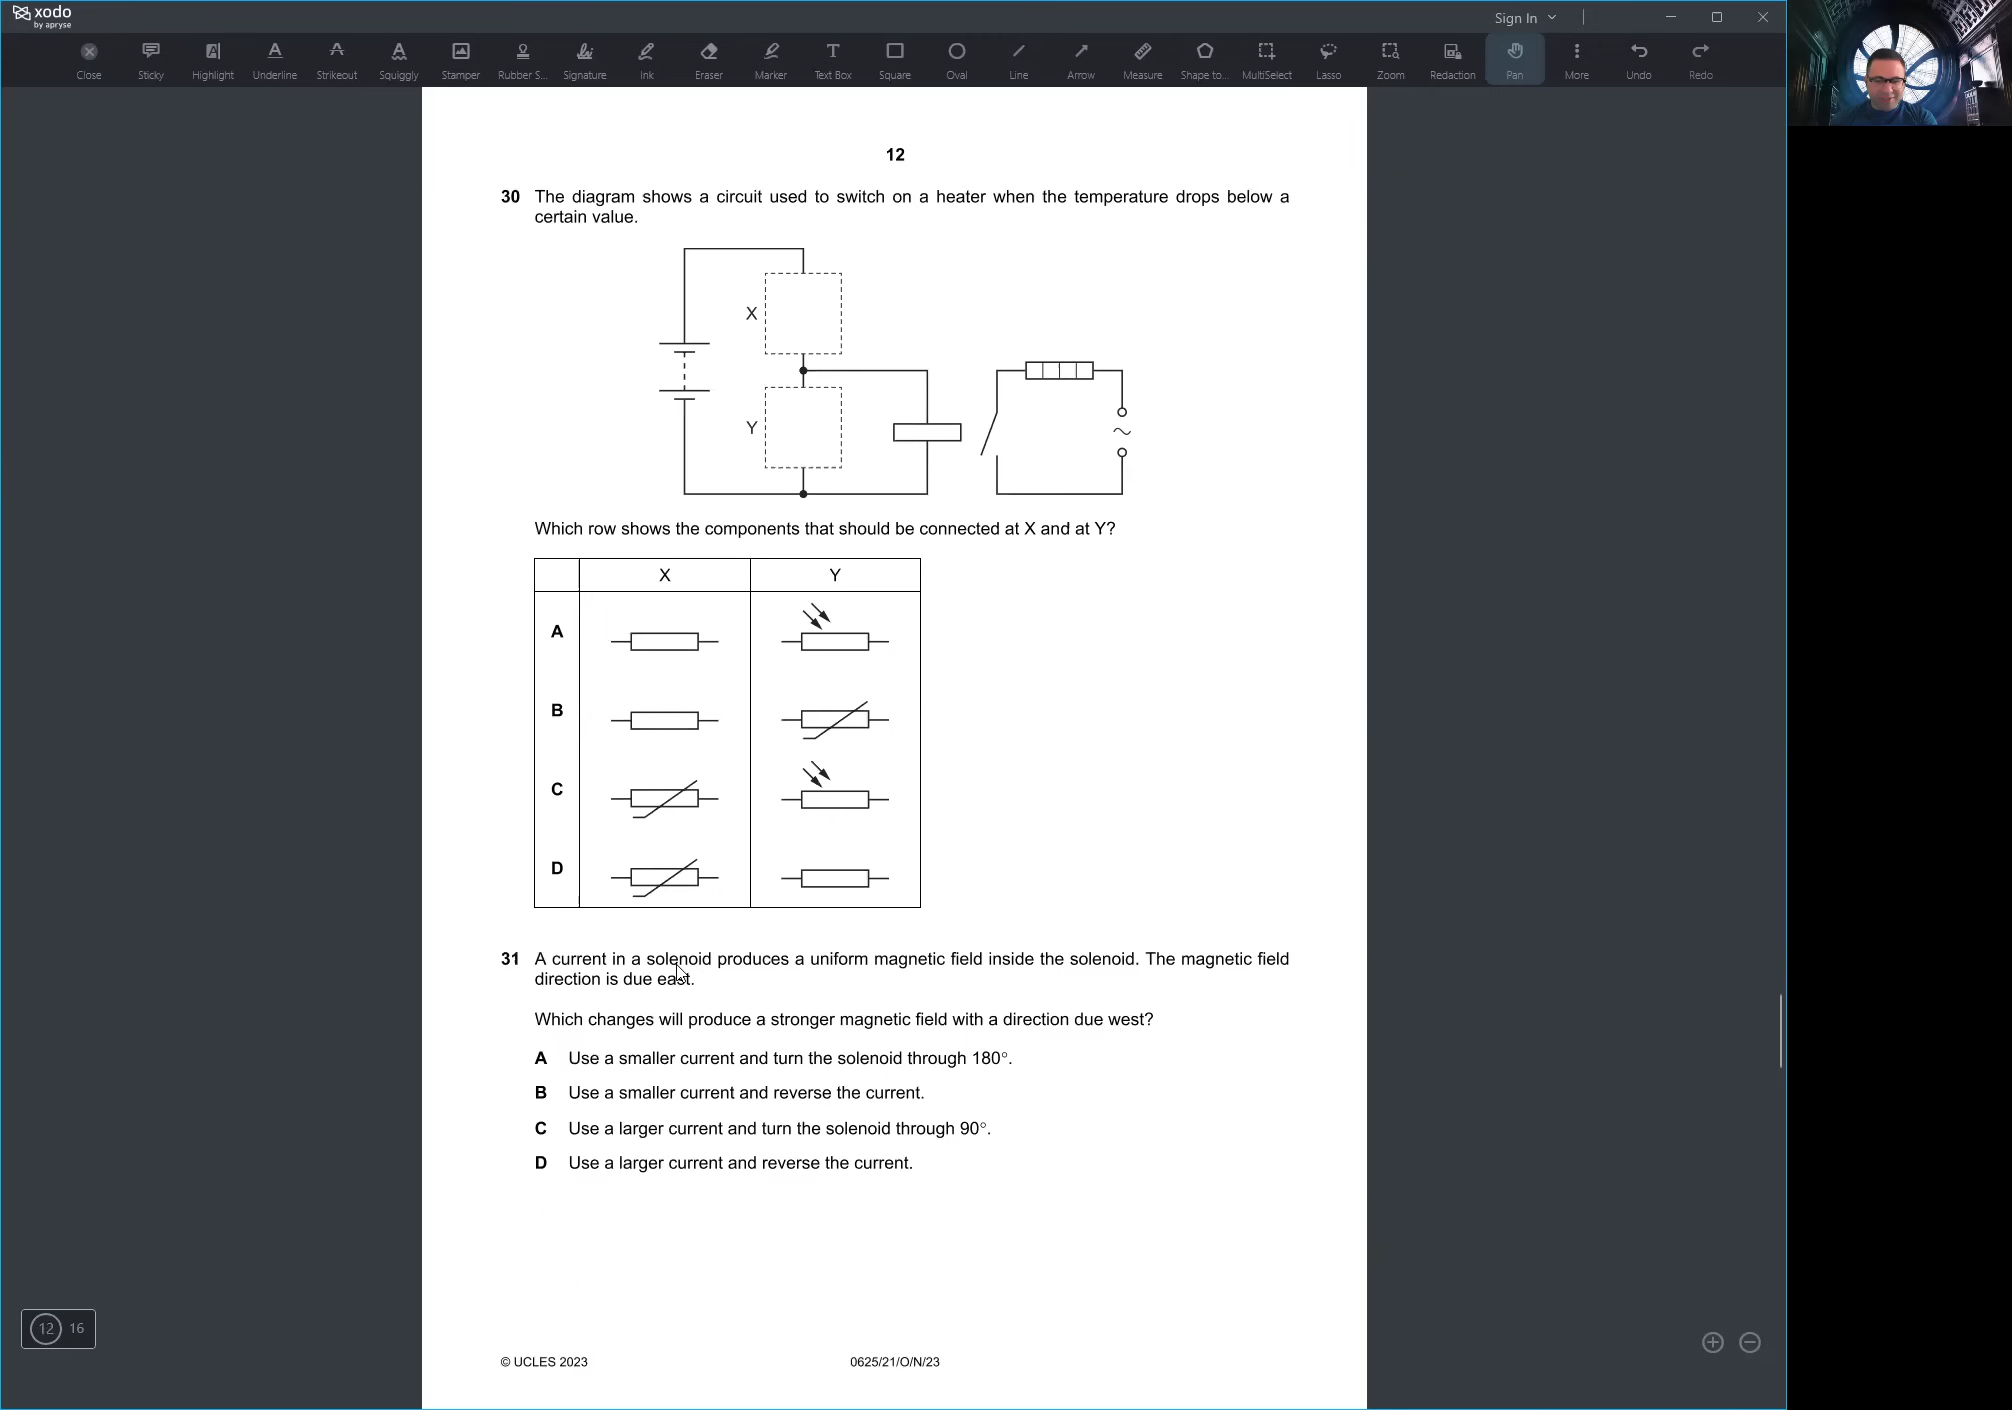 xodo
by apryse
Sign In
Close Sticky Highlight Underline Strikeout Squiggly Stamper Rubber S... Signature Ink Eraser Marker Text Box Square Oval Line Arrow Measure Shape to... MultiSelect Lasso Zoom Redaction Pan More Undo Redo
12
30 The diagram shows a circuit used to switch on a heater when the temperature drops below a
certain value.
X
Y
Which row shows the components that should be connected at X and at Y?
X Y
A
B
C
D
31 A current in a solenoid produces a uniform magnetic field inside the solenoid. The magnetic field
direction is due east.
Which changes will produce a stronger magnetic field with a direction due west?
A Use a smaller current and turn the solenoid through 180°.
B Use a smaller current and reverse the current.
C Use a larger current and turn the solenoid through 90°.
D Use a larger current and reverse the current.
12 16
© UCLES 2023 0625/21/O/N/23